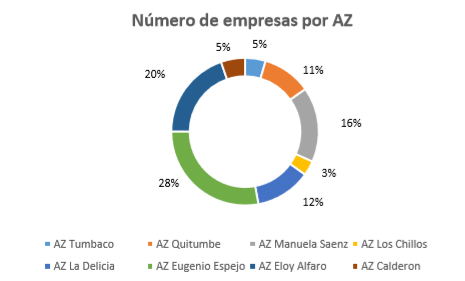 Número de empresas por AZ
5% 5%
20% 11%
16%
3%
28% 12%
AZ Tumbaco AZ Quitumbe AZ Manuela Saenz AZ Los Chillos
AZ La Delicia AZ Eugenio Espejo AZ Eloy Alfaro AZ Calderon